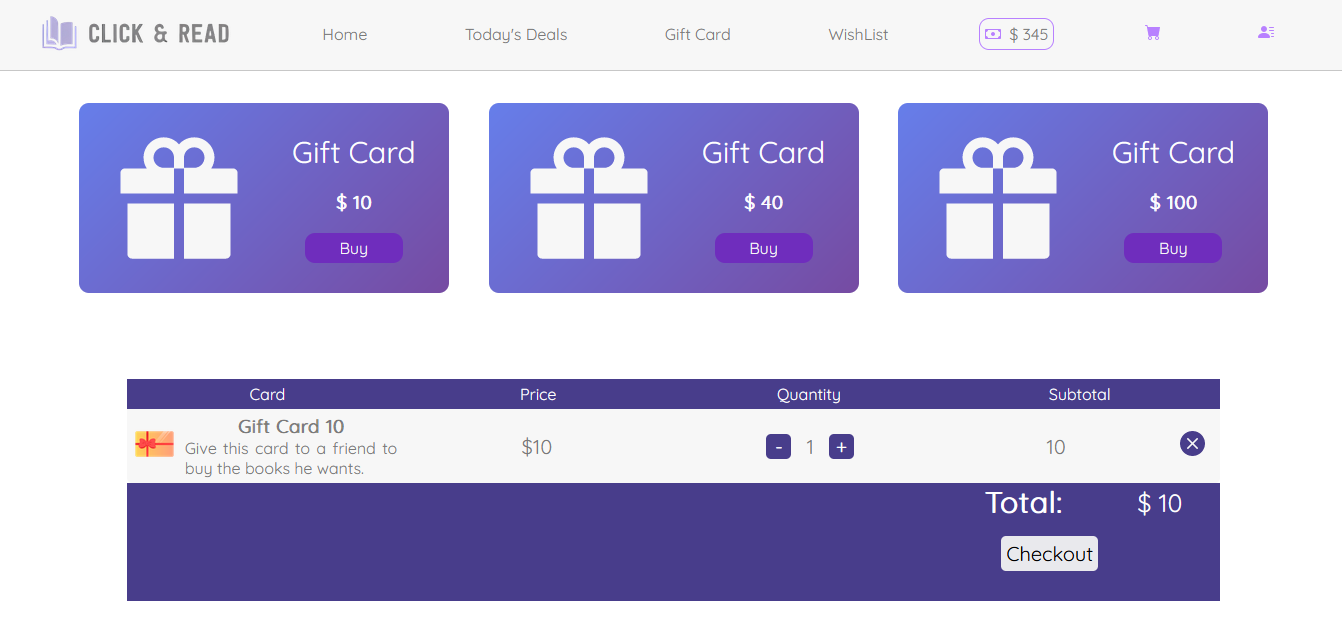 CLICK & READ
Home
Today's Deals
Gift Card
WishList
$ 345
Gift Card
$ 10
Buy
Gift Card
$ 40
Buy
Gift Card
$ 100
Buy
Card Price Quantity Subtotal
Gift Card 10
Give this card to a friend to
buy the books he wants.
$10
- 1 +
10
Total: $ 10
Checkout